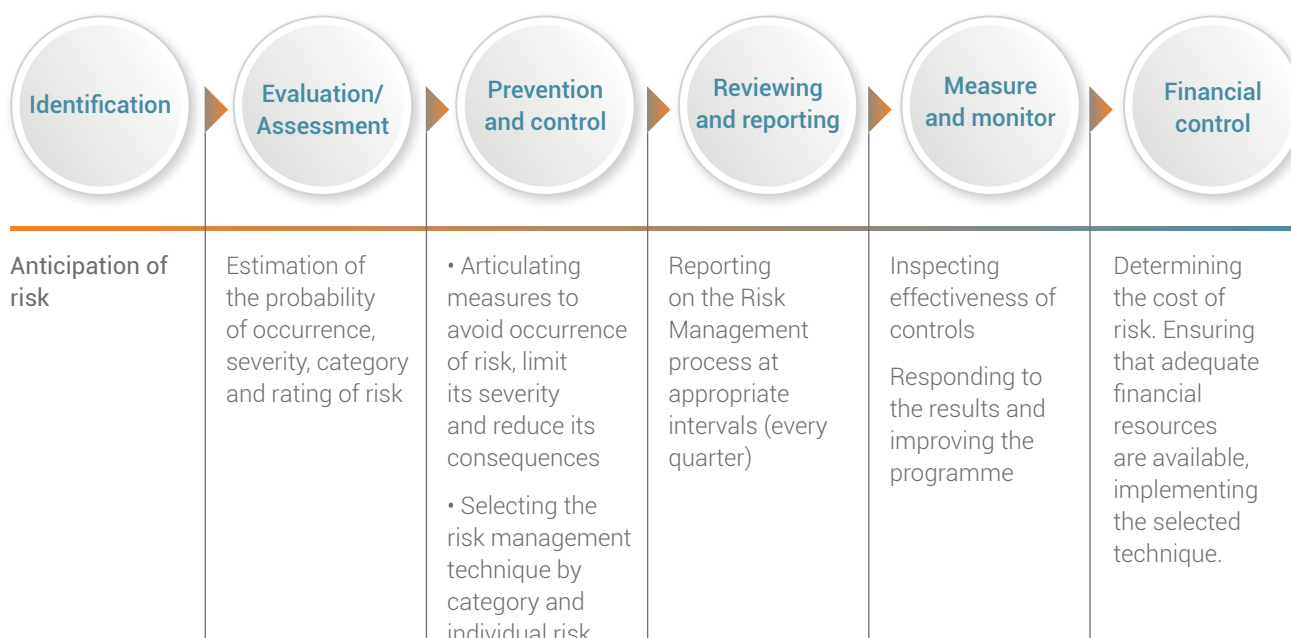 Identification
Evaluation/
Assessment
Prevention
and control
Reviewing
and reporting
Measure
and monitor
Financial
control
Anticipation of
risk
Estimation of
the probability
of occurrence,
severity, category
and rating of risk
• Articulating
measures to
avoid occurrence
of risk, limit
its severity
and reduce its
consequences
• Selecting the
risk management
technique by
category and
individual risk
Reporting
on the Risk
Management
process at
appropriate
intervals (every
quarter)
Inspecting
effectiveness of
controls
Responding to
the results and
improving the
programme
Determining
the cost of
risk. Ensuring
that adequate
financial
resources
are available,
implementing
the selected
technique.